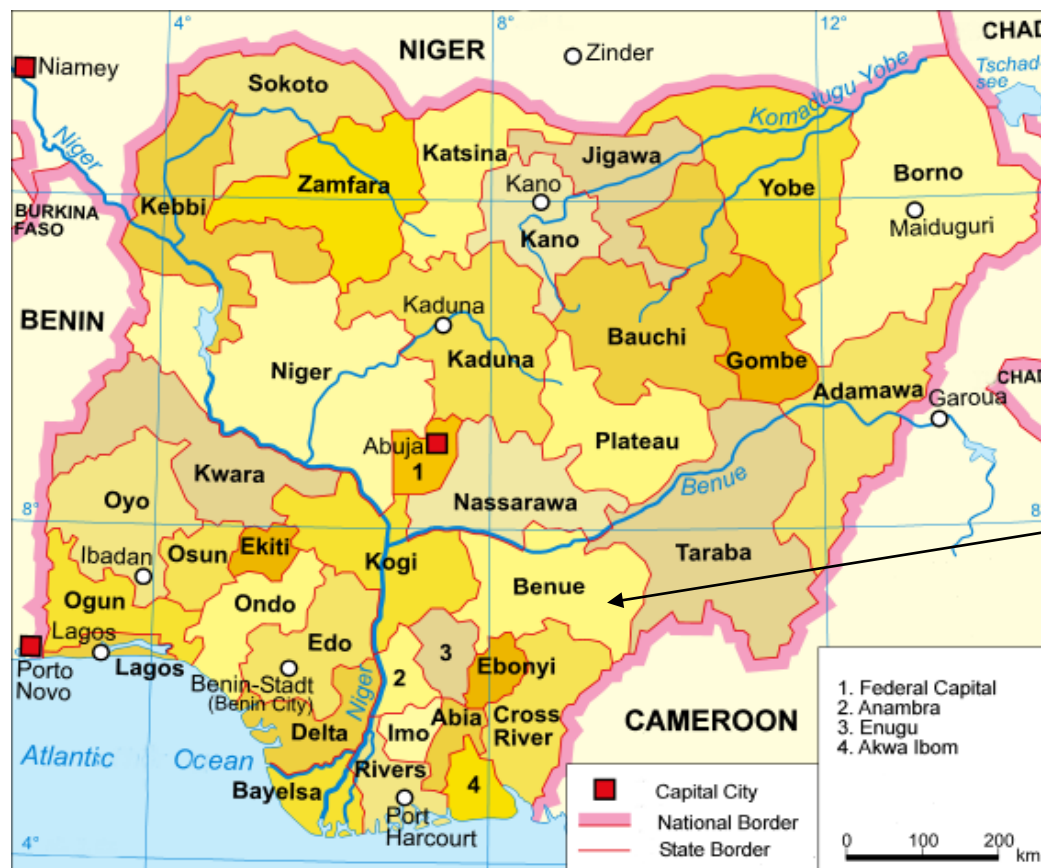 4°
8°
12°
NIGER
Zinder
CHAD
Niamey
Sokoto
Tschad-
see
Komadugu Yobe
Niger
Katsina
Jigawa
Borno
Zamfara
Kano
Yobe
Kebbi
BURKINA
FASO
Maiduguri
Kano
BENIN
Kaduna
Bauchi
Kaduna
Gombe
Niger
Adamawa
CHAD
Garoua
Abuja
1
Plateau
Kwara
Benue
Oyo
Nassarawa
8°
Ibadan
Osun
Ekiti
Kogi
Taraba
Benue
Ogun
Ondo
Lagos
Edo
3
Ebonyi
Porto
Novo
Lagos
2
Benin-Stadt
(Benin City)
Niger
Abia
Cross
River
CAMEROON
Delta
Imo
Atlantic Ocean
Rivers
Bayelsa
4
Port
Harcourt
4°
Capital City
National Border
State Border
1. Federal Capital
2. Anambra
3. Enugu
4. Akwa Ibom
0 100 200
km